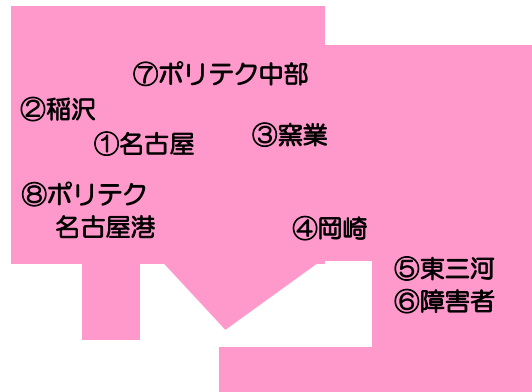 ⑦ポリテク中部
②稲沢
①名古屋
③窯業
⑧ポリテク
名古屋港
④岡崎
⑤東三河
⑥障害者